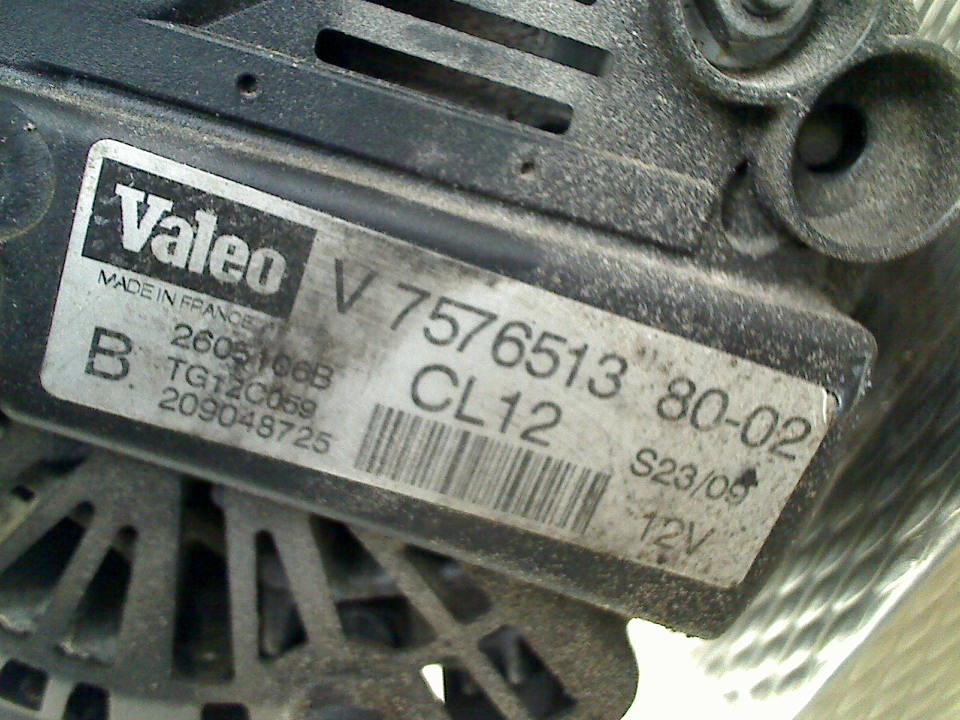 Valeo
MADE IN FRANCE
V 7576513 80-02
B
CL12
TG12C059
209048725
S23/09
12V